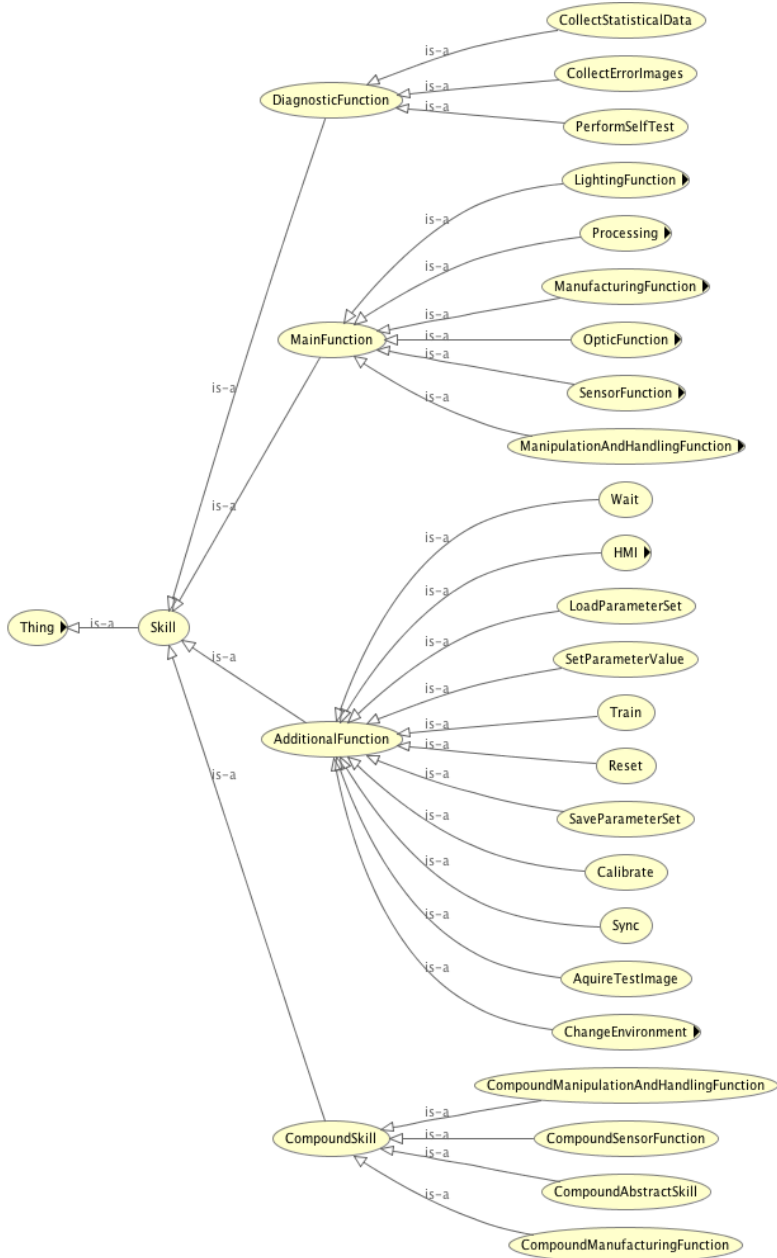 CollectStatisticalData
is-a
CollectErrorImages
is-a
DiagnosticFunction
is-a
PerformSelfTest
LightingFunction
is-a
Processing
is-a
ManufacturingFunction
is-a
MainFunction
is-a
OpticFunction
is-a
is-a
SensorFunction
is-a
ManipulationAndHandlingFunction
Wait
is-a
is-a
HMI
is-a
LoadParameterSet
Thing
is-a
Skill
is-a
is-a
SetParameterValue
is-a
Train
is-a
AdditionalFunction
is-a
Reset
is-a
is-a
SaveParameterSet
is-a
Calibrate
is-a
Sync
is-a
AquireTestImage
is-a
ChangeEnvironment
CompoundManipulationAndHandlingFunction
is-a
CompoundSkill
is-a
CompoundSensorFunction
is-a
CompoundAbstractSkill
is-a
CompoundManufacturingFunction